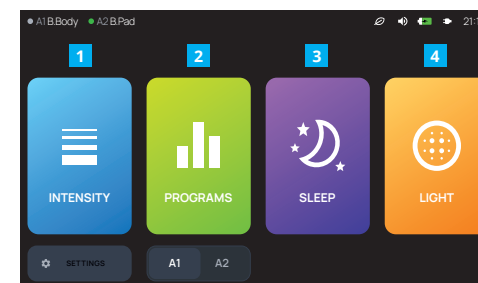 A1 B.Body A2 B.Pad
1 2 3 4
INTENSITY PROGRAMS SLEEP LIGHT
SETTINGS A1 A2